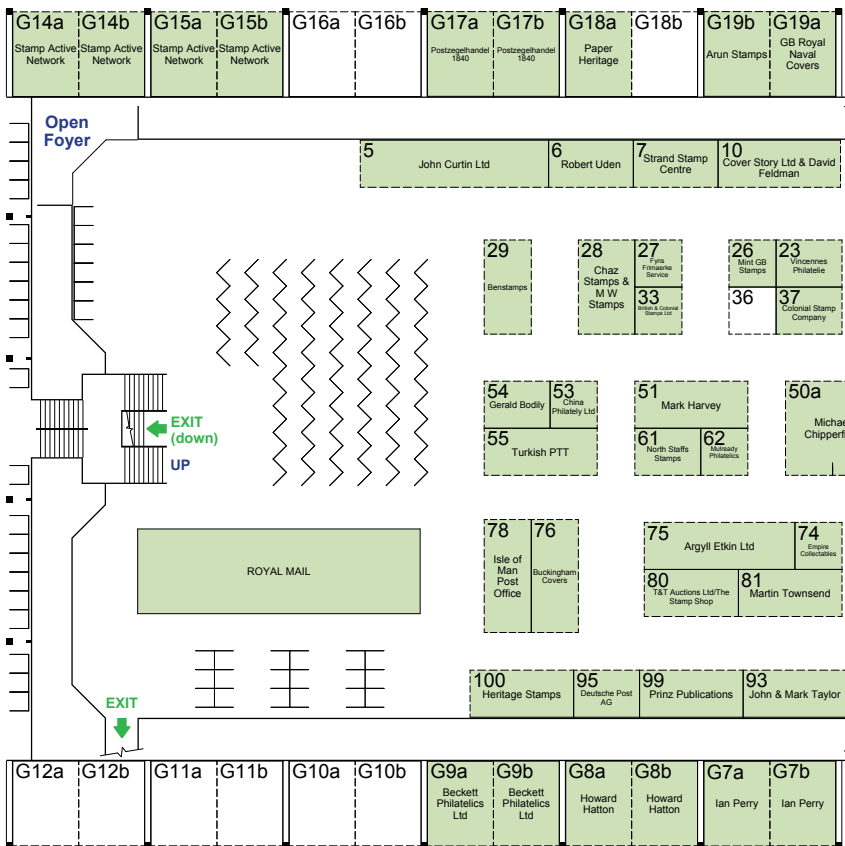 G14a G14b G15a G15b G16a G16b G17a G17b G18a G18b G19b G19a
Stamp Active
Network
Stamp Active
Network
Stamp Active
Network
Stamp Active
Network
Postzegelhandel
1840
Postzegelhandel
1840
Paper
Heritage
Arun Stamps
GB Royal
Naval
Covers
Open
Foyer
5
John Curtin Ltd
6
Robert Uden
7
Strand Stamp
Centre
10
Cover Story Ltd & David
Feldman
29
Benstamps
28
Chaz
Stamps &
M W
Stamps
27
Fyns
Frimaerke
Service
33
British & Colonial
Stamps Ltd
26
Mint GB
Stamps
23
Vincennes
Philatelie
36
37
Colonial Stamp
Company
54
Gerald Bodily
53
China
Philately Ltd
55
Turkish PTT
51
Mark Harvey
61
North Staffs
Stamps
62
Mulready
Philatelics
50a
Michae
Chipperfi
EXIT
(down)
UP
ROYAL MAIL
78
Isle of
Man
Post
Office
76
Buckingham
Covers
75
Argyll Etkin Ltd
74
Empire
Collectables
80
T&T Auctions Ltd/The
Stamp Shop
81
Martin Townsend
100
Heritage Stamps
95
Deutsche Post
AG
99
Prinz Publications
93
John & Mark Taylor
EXIT
G12a G12b G11a G11b G10a G10b G9a G9b G8a G8b G7a G7b
Beckett
Philatelics
Ltd
Beckett
Philatelics
Ltd
Howard
Hatton
Howard
Hatton
Ian Perry
Ian Perry